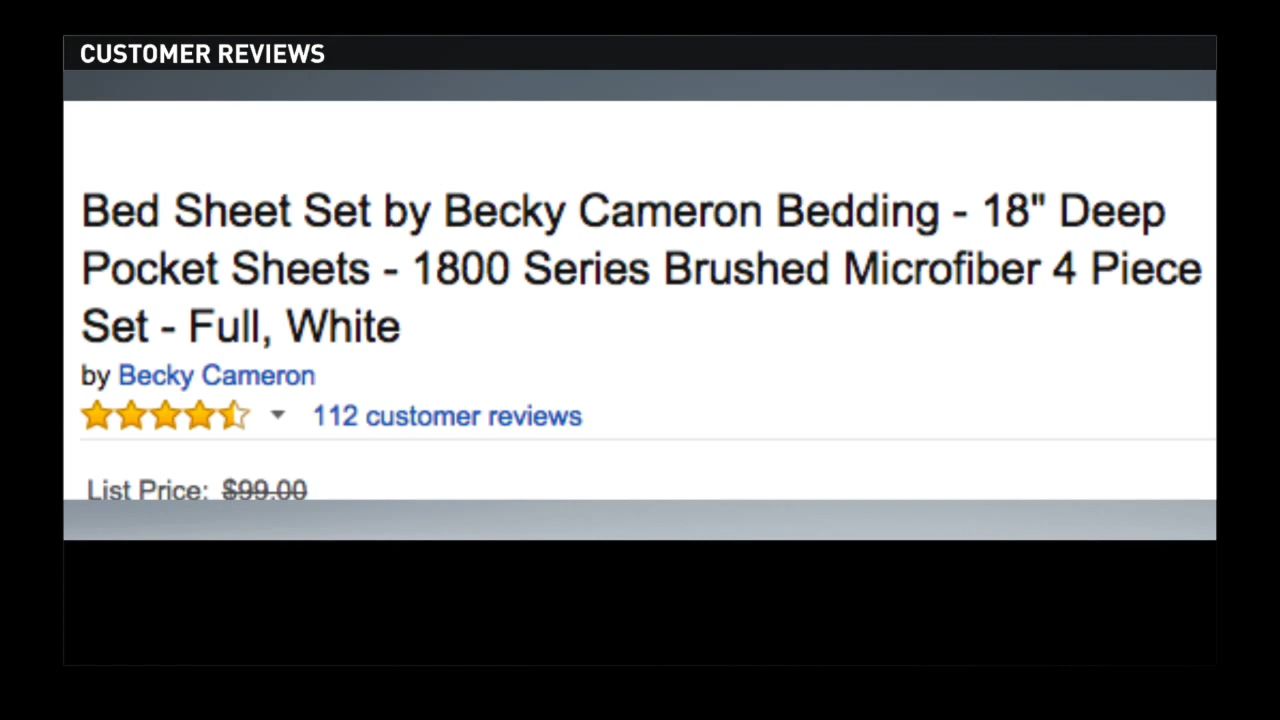 CUSTOMER REVIEWS
Bed Sheet Set by Becky Cameron Bedding - 18" Deep
Pocket Sheets - 1800 Series Brushed Microfiber 4 Piece
Set - Full, White
by Becky Cameron
112 customer reviews
List Price: $99.00